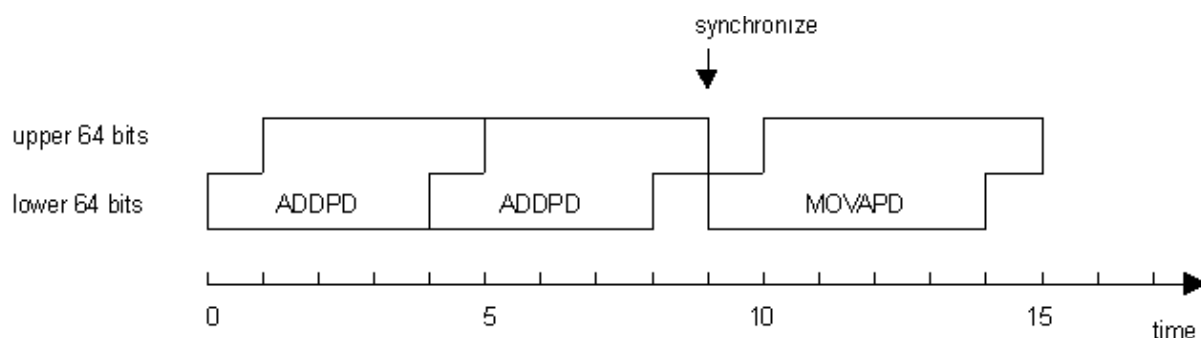 synchronize
upper 64 bits
lower 64 bits ADDPD ADDPD MOVAPD
0 5 10 15
time